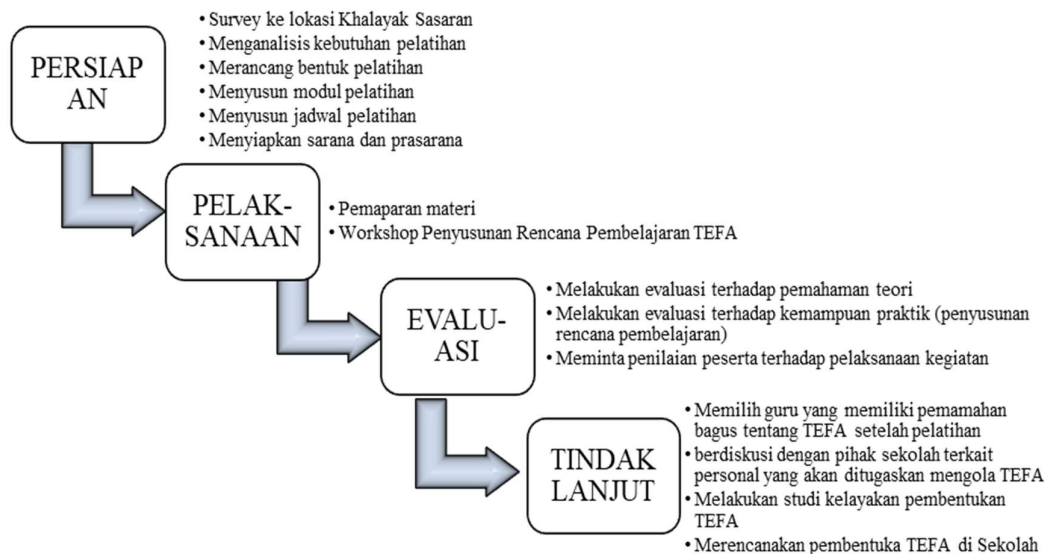 PERSIAP
AN
• Survey ke lokasi Khalayak Sasaran
• Menganalisis kebutuhan pelatihan
• Merancang bentuk pelatihan
• Menyusun modul pelatihan
• Menyusun jadwal pelatihan
• Menyiapkan sarana dan prasarana
PELAK-
SANAAN
• Pemaparan materi
• Workshop Penyusunan Rencana Pembelajaran TEFA
EVALU-
ASI
• Melakukan evaluasi terhadap pemahaman teori
• Melakukan evaluasi terhadap kemampuan praktik (penyusunan
rencana pembelajaran)
• Meminta penilaian peserta terhadap pelaksanaan kegiatan
TINDAK
LANJUT
• Memilih guru yang memiliki pemamahan
bagus tentang TEFA setelah pelatihan
• berdiskusi dengan pihak sekolah terkait
personal yang akan ditugaskan mengola TEFA
• Melakukan studi kelayakan pembentukan
TEFA
• Merencanakan pembentuka TEFA di Sekolah